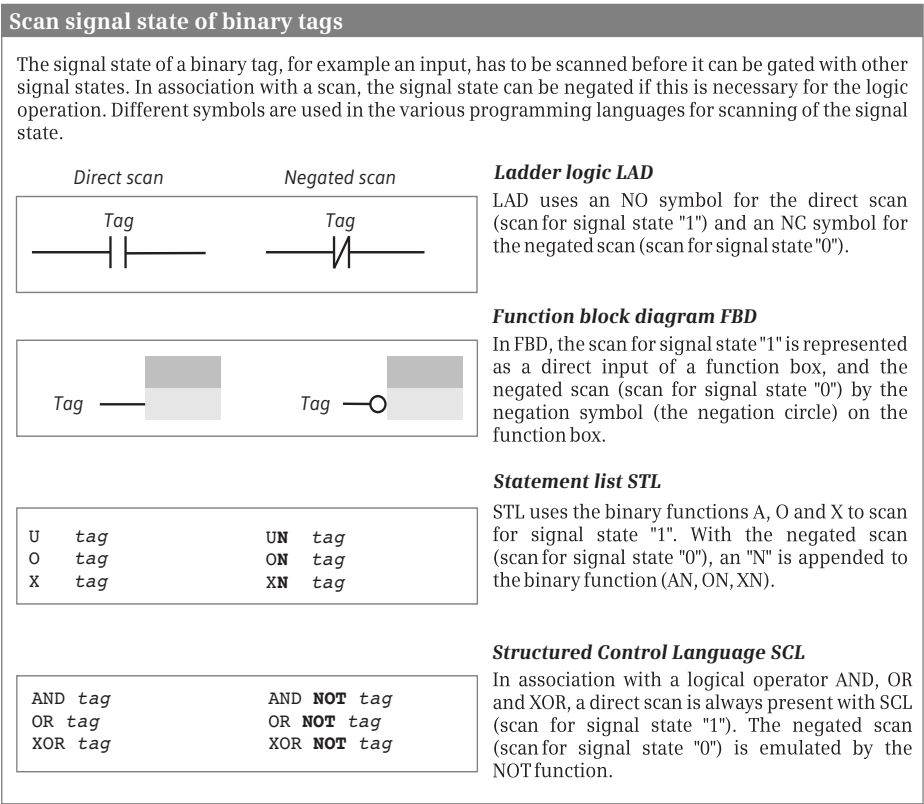 Scan signal state of binary tags
The signal state of a binary tag, for example an input, has to be scanned before it can be gated with other
signal states. In association with a scan, the signal state can be negated if this is necessary for the logic
operation. Different symbols are used in the various programming languages for scanning of the signal
state.
Direct scan Negated scan
Tag Tag
Ladder logic LAD
LAD uses an NO symbol for the direct scan
(scan for signal state "1") and an NC symbol for
the negated scan (scan for signal state "0").
Tag Tag
Function block diagram FBD
In FBD, the scan for signal state "1" is represented
as a direct input of a function box, and the
negated scan (scan for signal state "0") by the
negation symbol (the negation circle) on the
function box.
U tag UN tag
O tag ON tag
X tag XN tag
Statement list STL
STL uses the binary functions A, O and X to scan
for signal state "1". With the negated scan
(scan for signal state "0"), an "N" is appended to
the binary function (AN, ON, XN).
AND tag AND NOT tag
OR tag OR NOT tag
XOR tag XOR NOT tag
Structured Control Language SCL
In association with a logical operator AND, OR
and XOR, a direct scan is always present with SCL
(scan for signal state "1"). The negated scan
(scan for signal state "0") is emulated by the
NOT function.